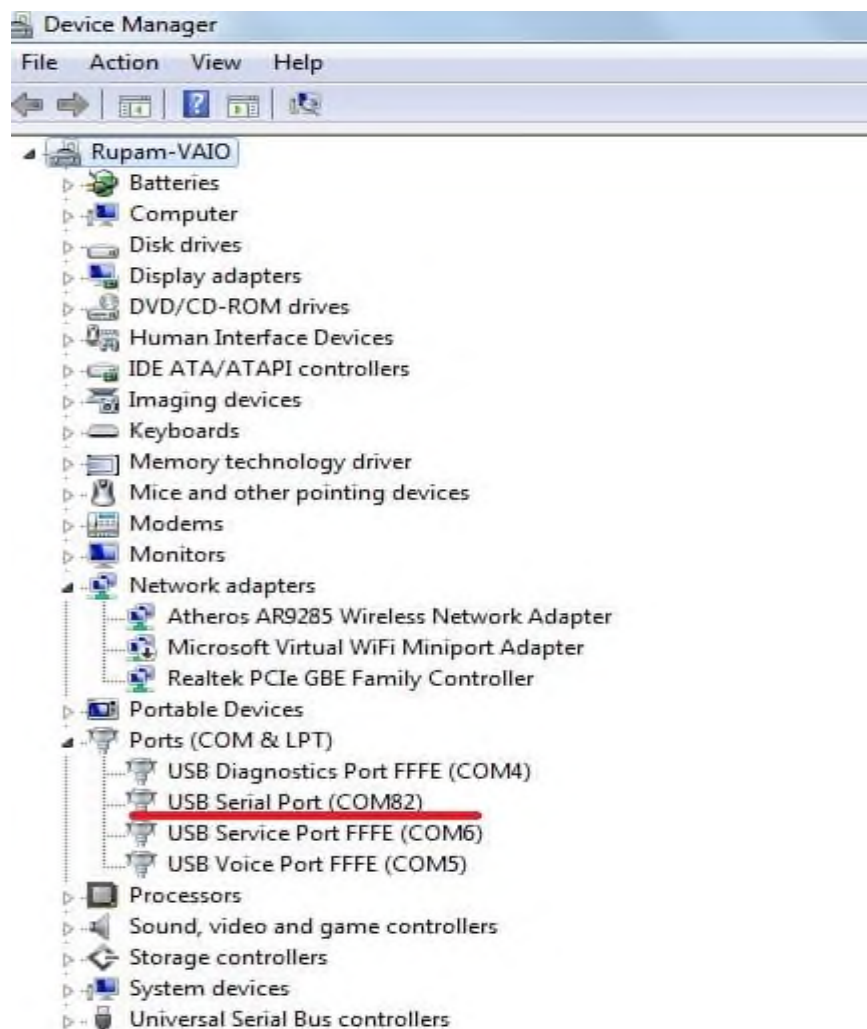 Device Manager
File Action View Help
Rupam-VAIO
Batteries
Computer
Disk drives
Display adapters
DVD/CD-ROM drives
Human Interface Devices
IDE ATA/ATAPI controllers
Imaging devices
Keyboards
Memory technology driver
Mice and other pointing devices
Modems
Monitors
Network adapters
Atheros AR9285 Wireless Network Adapter
Microsoft Virtual WiFi Miniport Adapter
Realtek PCIe GBE Family Controller
Portable Devices
Ports (COM & LPT)
USB Diagnostics Port FFFE (COM4)
USB Serial Port (COM82)
USB Service Port FFFE (COM6)
USB Voice Port FFFE (COM5)
Processors
Sound, video and game controllers
Storage controllers
System devices
Universal Serial Bus controllers